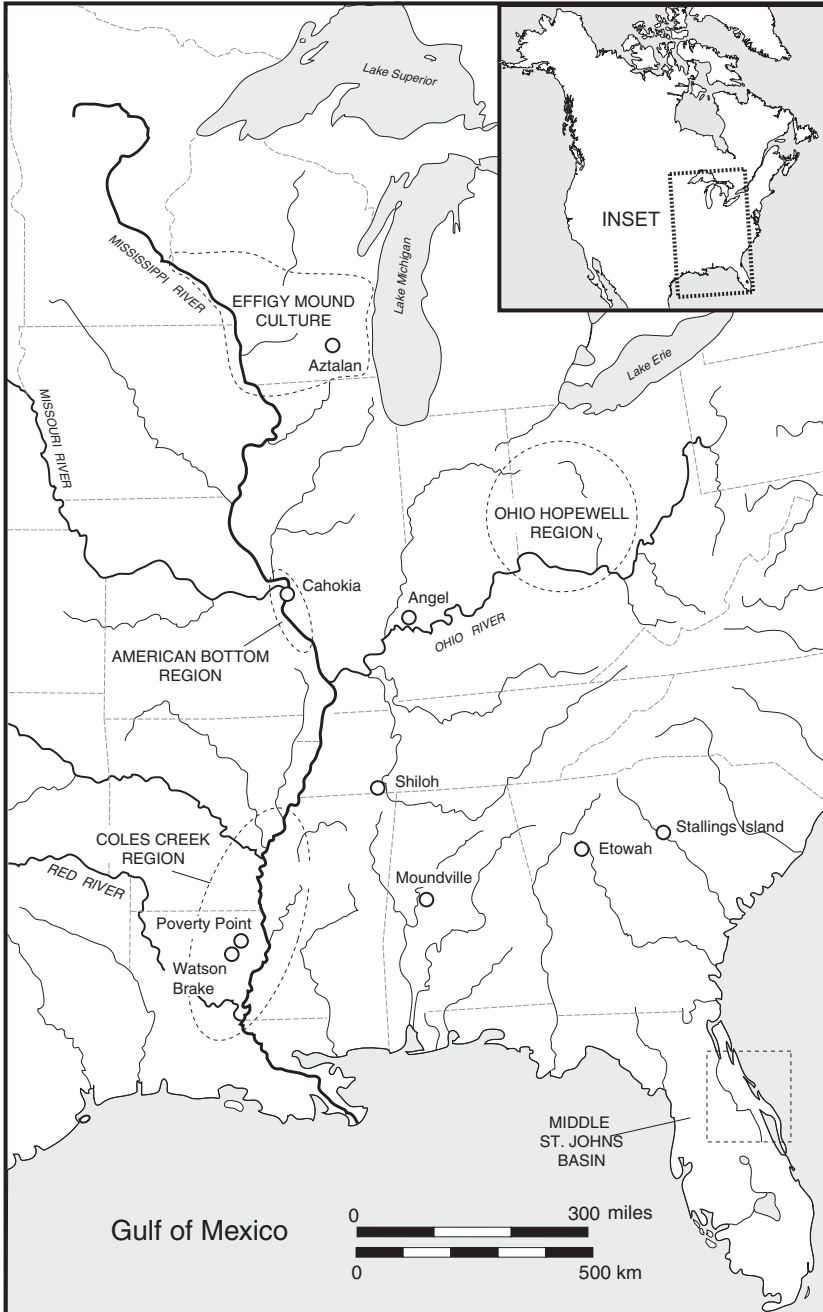 Lake Superior
INSET
MISSISSIPPI RIVER
EFFIGY MOUND
CULTURE
Aztalan
Lake Michigan
Lake Erie
MISSOURI RIVER
OHIO HOPEWELL
REGION
Cahokia
Angel
OHIO RIVER
AMERICAN BOTTOM
REGION
Shiloh
Stallings Island
Etowah
COLES CREEK
REGION
RED RIVER
Moundville
Poverty Point
Watson
Brake
MIDDLE
ST. JOHNS
BASIN
Gulf of Mexico
0 300 miles
0 500 km